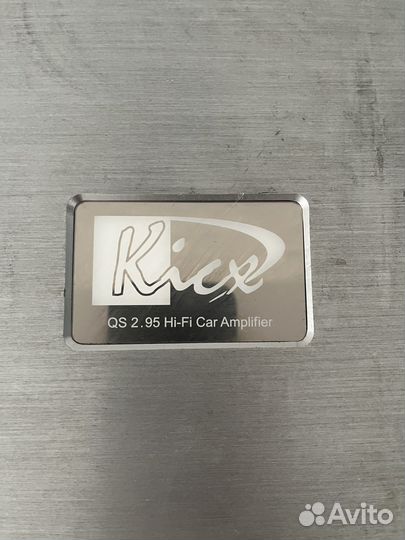 Kicx
QS 2.95 Hi-Fi Car Amplifier
Avito